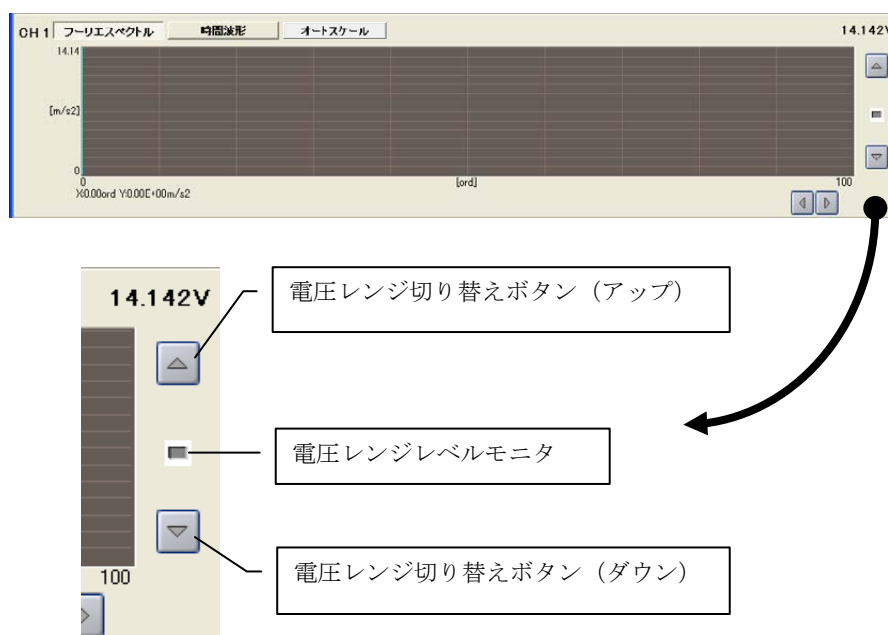 CH 1 フーリエスペクトル 時間波形 オートスケール 14.142V
14.14
[m/s2]
0
0 [ord] 100
X:0.00ord Y:0.00E+00m/s2
14.142V
電圧レンジ切り替えボタン（アップ）
電圧レンジレベルモニタ
電圧レンジ切り替えボタン（ダウン）
100